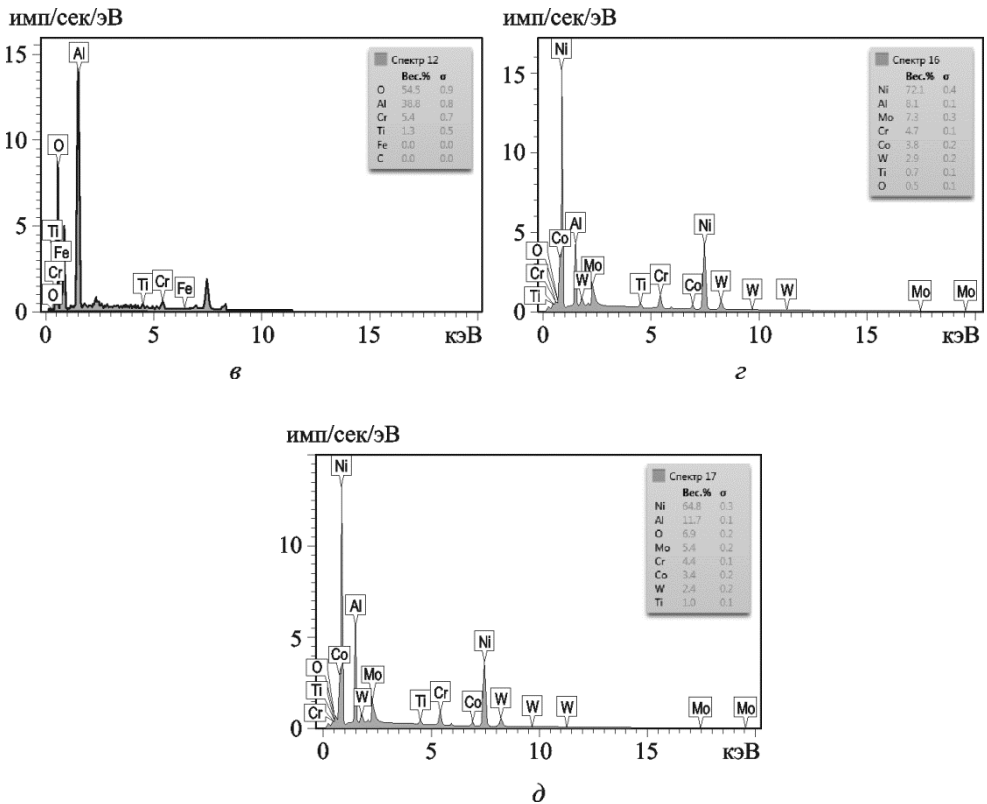 имп/сек/эВ
15
10
5
0
0
5
10
15
кэВ
Al
O
Ti
Fe
Cr
O
Ti
Cr
Fe
Спектр 12
Вес.% σ
O 54.5 0.9
Al 38.8 0.8
Cr 5.4 0.7
Ti 1.3 0.5
Fe 0.0 0.0
C 0.0 0.0
в
имп/сек/эВ
15
10
5
0
0
5
10
15
кэВ
Ni
Co
O
Cr
Ti
Al
W
Mo
Ti
Cr
Co
Ni
W
W
W
Mo
Mo
Спектр 16
Вес.% σ
Ni 72.1 0.4
Al 8.1 0.1
Mo 7.3 0.3
Cr 4.7 0.1
Co 3.8 0.2
W 2.9 0.2
Ti 0.7 0.1
O 0.5 0.1
г
имп/сек/эВ
10
5
0
0
5
10
15
кэВ
Ni
Al
Co
O
Ti
Cr
W
Mo
Ti
Cr
Co
Ni
W
W
W
Mo
Mo
Спектр 17
Вес.% σ
Ni 64.8 0.3
Al 11.7 0.1
O 6.9 0.2
Mo 5.4 0.2
Cr 4.4 0.1
Co 3.4 0.2
W 2.4 0.2
Ti 1.0 0.1
д